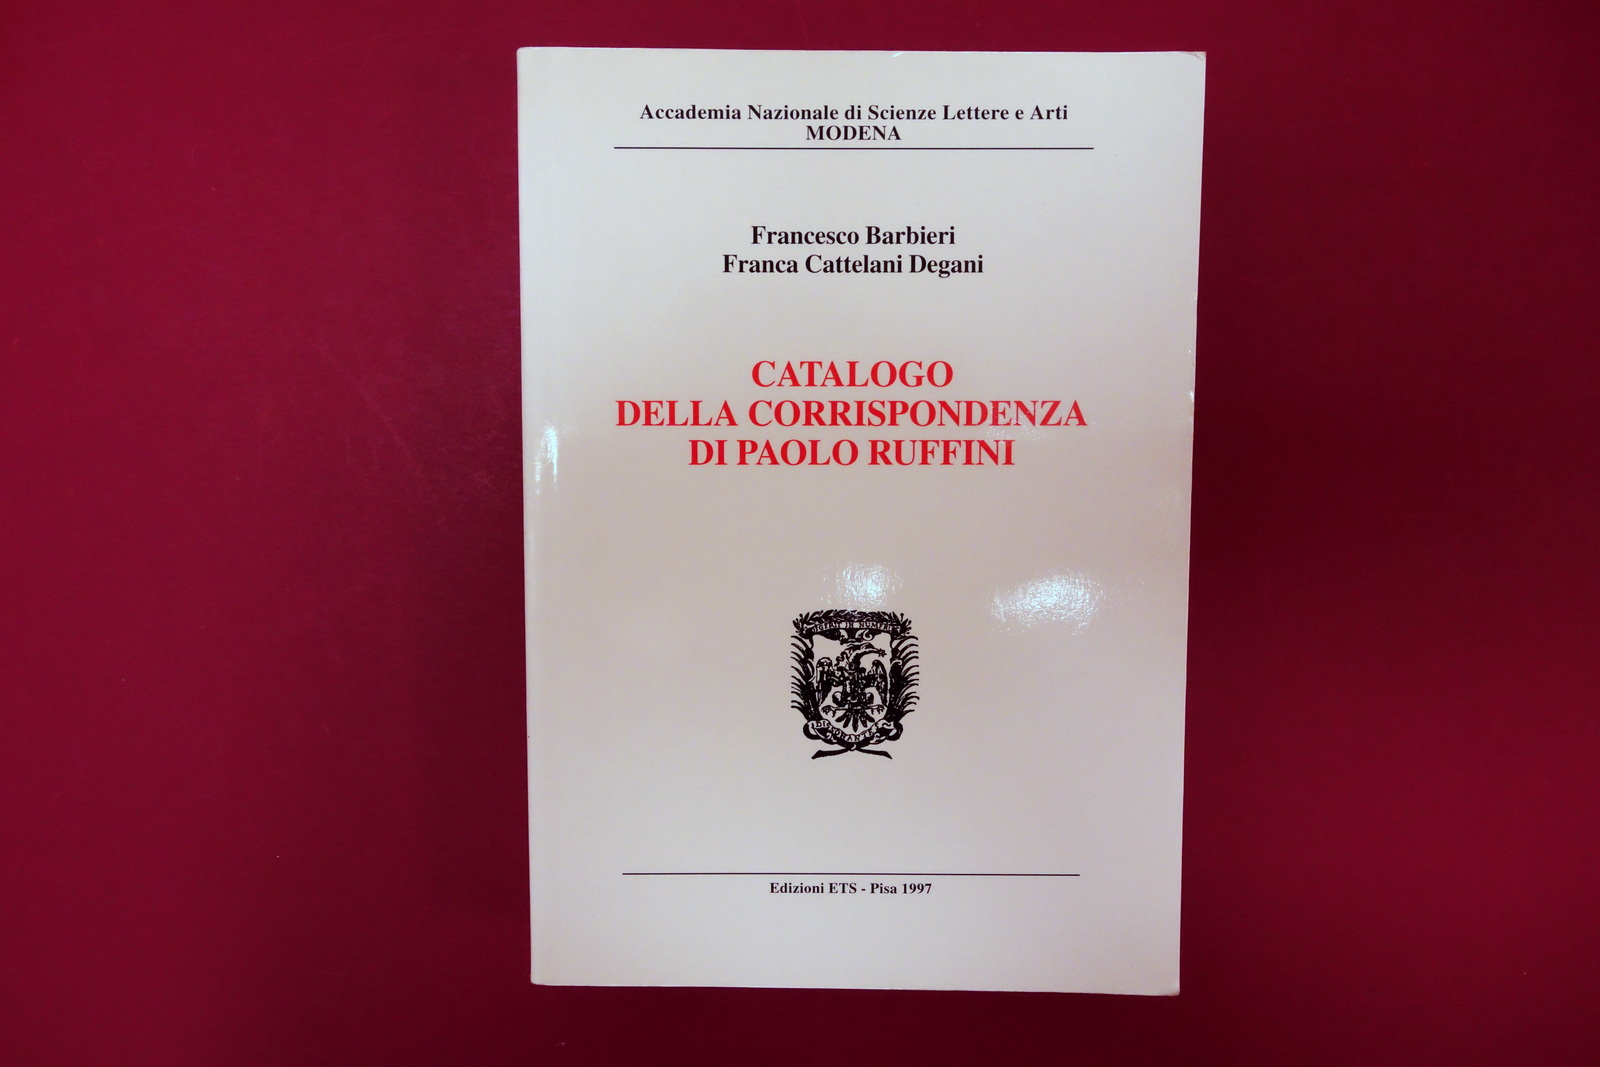 Accademia Nazionale di Scienze Lettere e Arti
MODENA
Francesco Barbieri
Franca Cattelani Degani
CATALOGO
DELLA CORRISPONDENZA
DI PAOLO RUFFINI
Edizioni ETS - Pisa 1997